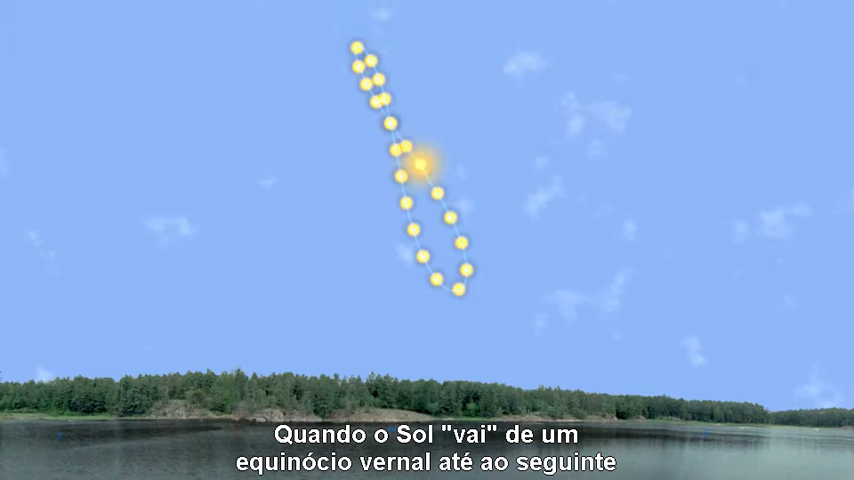 Quando o Sol "vai" de um
equinócio vernal até ao seguinte